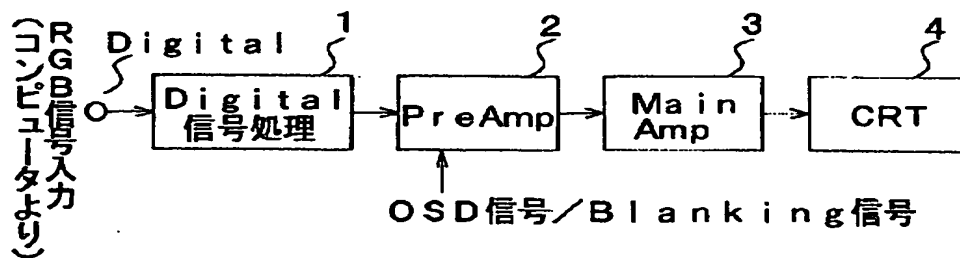 RGB信号入力
(コンピュータより)
Digital
1
Digital
信号処理
2
PreAmp
3
Main
Amp
4
CRT
OSD信号/Blanking信号